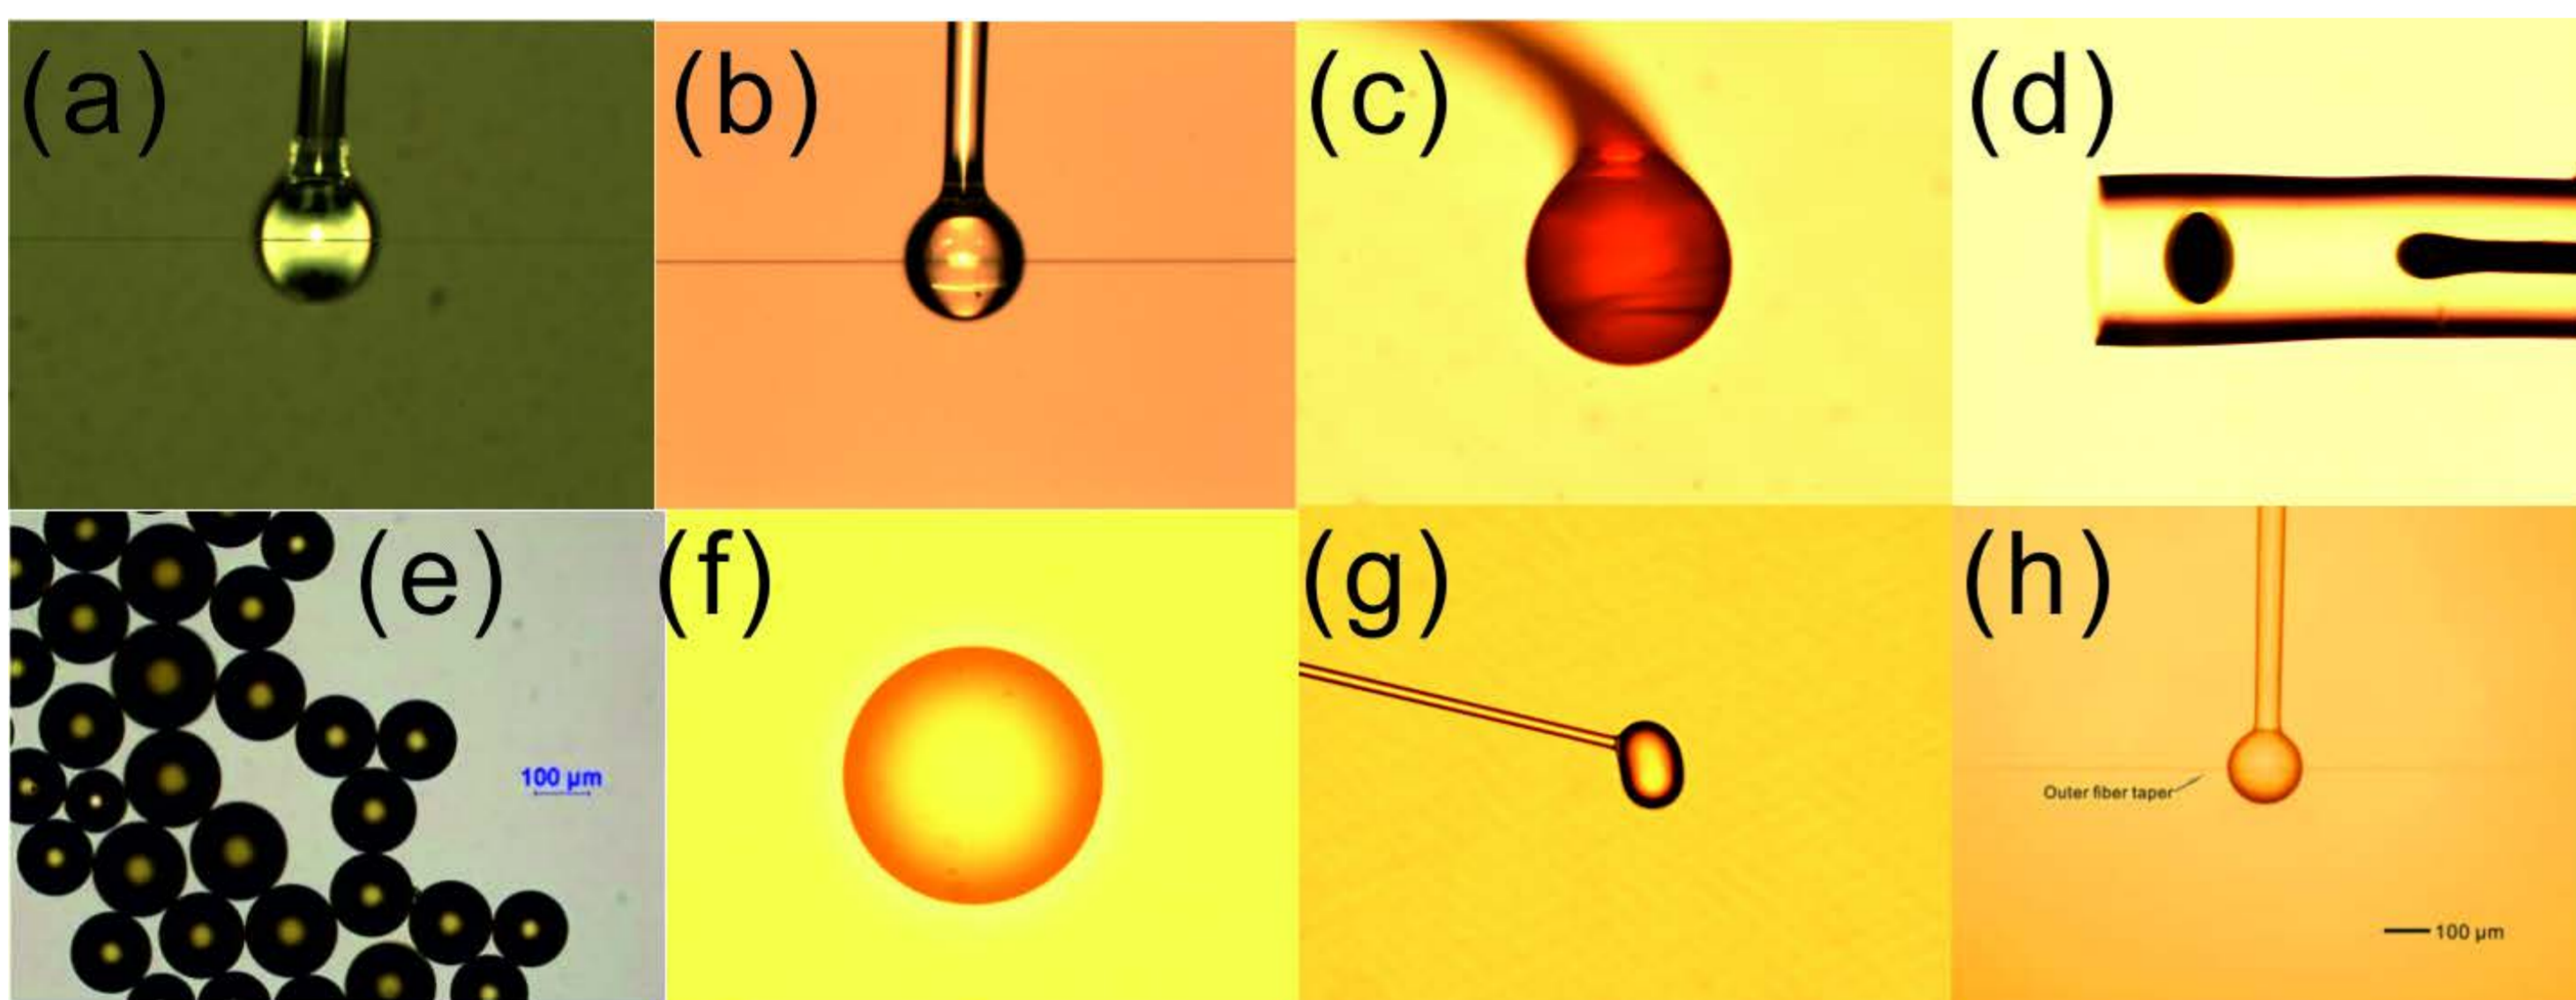 (a)
(b)
(c)
(d)
(e)
(f)
(g)
(h)
100 μm
Outer fiber taper
100 μm